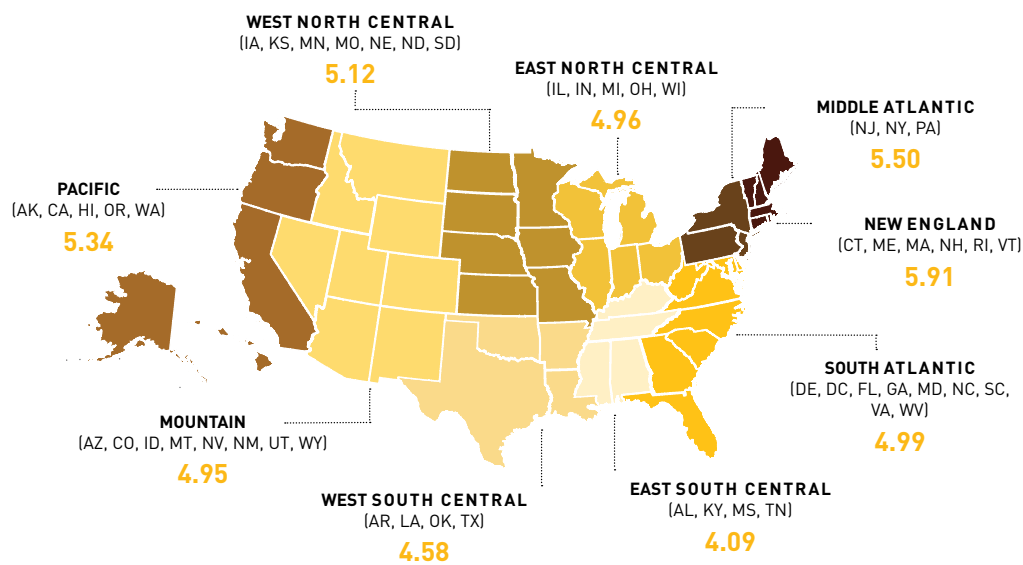 WEST NORTH CENTRAL
(IA, KS, MN, MO, NE, ND, SD)
5.12
EAST NORTH CENTRAL
(IL, IN, MI, OH, WI)
4.96
MIDDLE ATLANTIC
(NJ, NY, PA)
5.50
PACIFIC
(AK, CA, HI, OR, WA)
5.34
NEW ENGLAND
(CT, ME, MA, NH, RI, VT)
5.91
SOUTH ATLANTIC
(DE, DC, FL, GA, MD, NC, SC,
VA, WV)
4.99
MOUNTAIN
(AZ, CO, ID, MT, NV, NM, UT, WY)
4.95
WEST SOUTH CENTRAL
(AR, LA, OK, TX)
4.58
EAST SOUTH CENTRAL
(AL, KY, MS, TN)
4.09